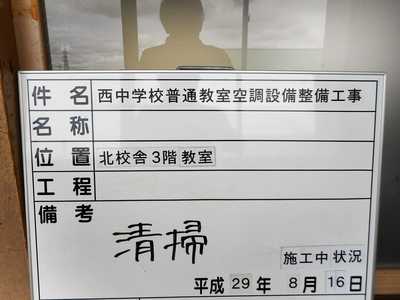 件名 西中学校普通教室空調設備整備工事
名称
位置 北校舎3階教室
工程
備考
清掃
施工中状況
平成29年8月16日